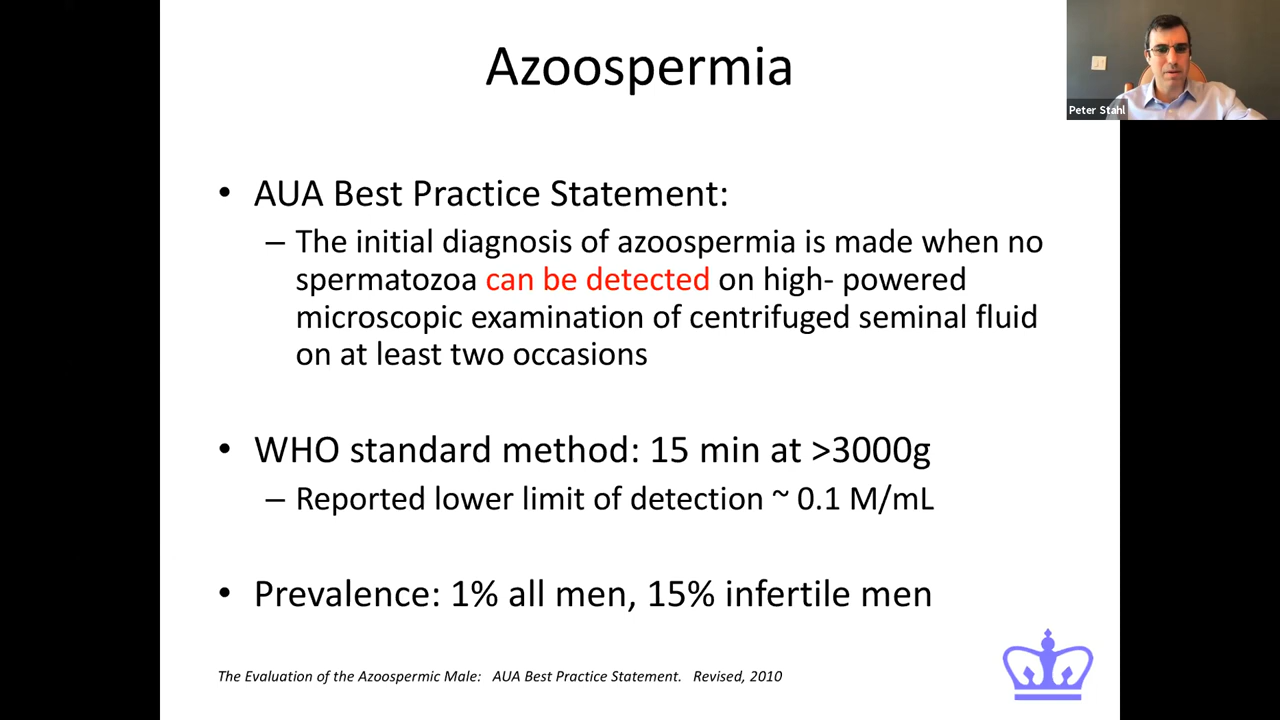 Azoospermia
Peter Stahl
• AUA Best Practice Statement:
– The initial diagnosis of azoospermia is made when no
spermatozoa can be detected on high- powered
microscopic examination of centrifuged seminal fluid
on at least two occasions
• WHO standard method: 15 min at >3000g
– Reported lower limit of detection ~ 0.1 M/mL
• Prevalence: 1% all men, 15% infertile men
The Evaluation of the Azoospermic Male: AUA Best Practice Statement. Revised, 2010